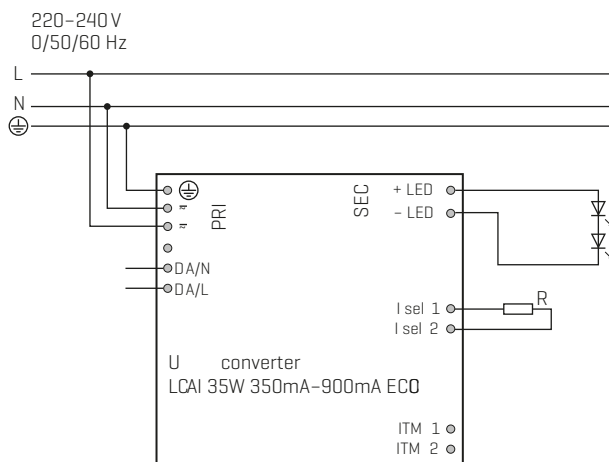 220–240 V
0/50/60 Hz
L
N
PRI
SEC
+ LED
– LED
DA/N
DA/L
I sel 1
R
I sel 2
U converter
LCAI 35W 350mA–900mA ECO
ITM 1
ITM 2